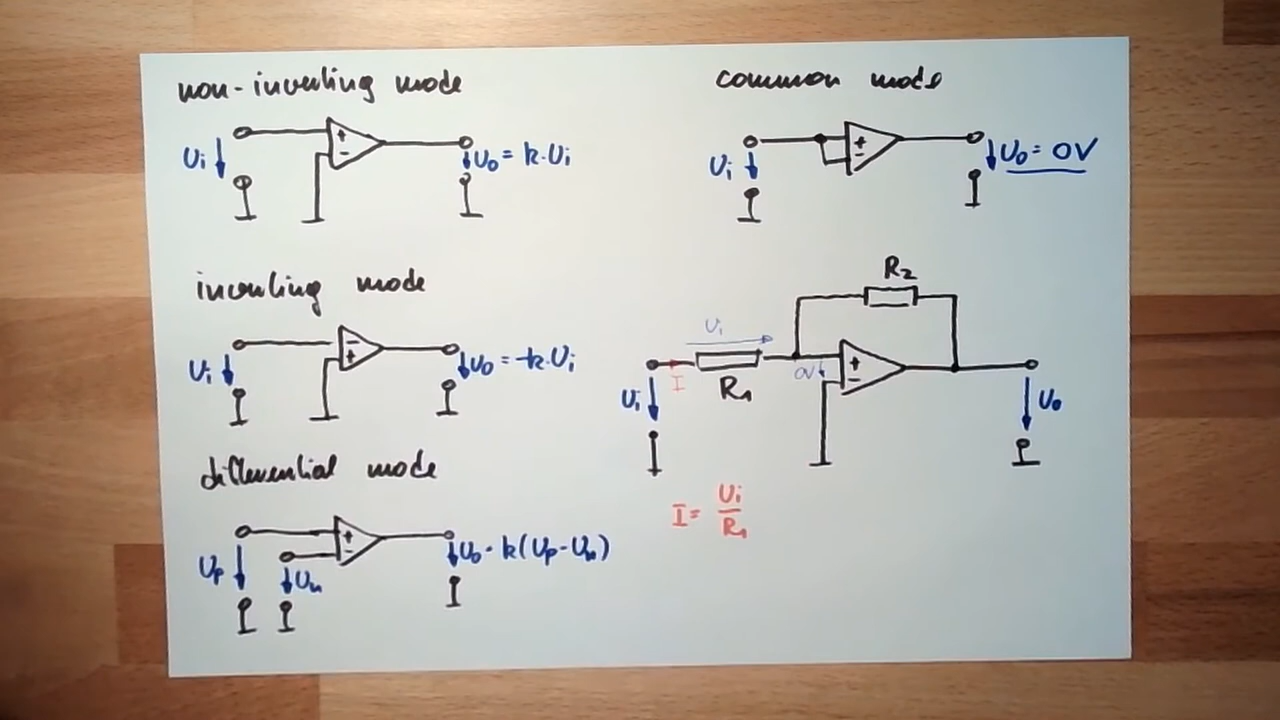 non-inverting mode
+
-
Ui
Uo = k·Ui
inverting mode
-
+
Ui
Uo = -k·Ui
differential mode
+
-
Up
Un
Uo = k(Up-Un)
common mode
+
-
Ui
Uo = 0V
R2
Ui
I
R1
0V
+
-
Ui
Uo
I = Ui
R1